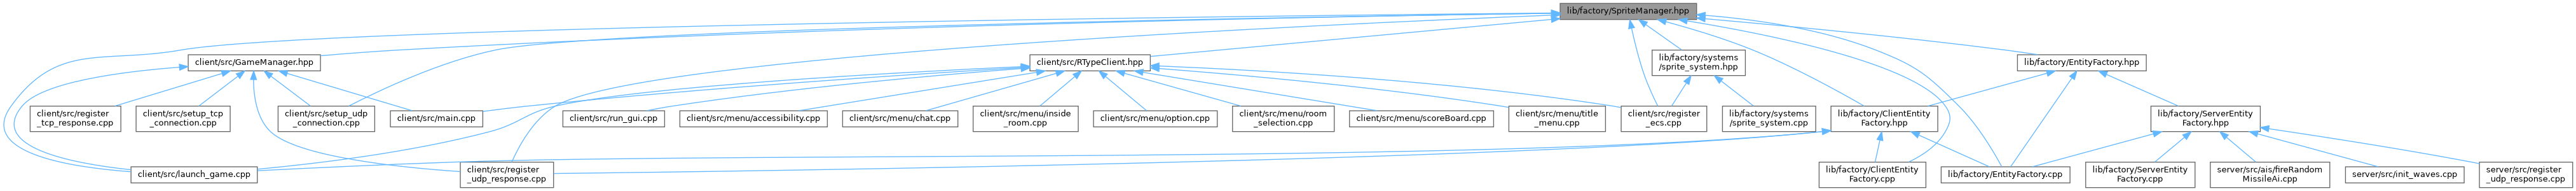 lib/factory/SpriteManager.hpp
client/src/GameManager.hpp
client/src/RTypeClient.hpp
lib/factory/systems
/sprite_system.hpp
lib/factory/EntityFactory.hpp
client/src/register
_tcp_response.cpp
client/src/setup_tcp
_connection.cpp
client/src/setup_udp
_connection.cpp
client/src/main.cpp
client/src/run_gui.cpp
client/src/menu/accessibility.cpp
client/src/menu/chat.cpp
client/src/menu/inside
_room.cpp
client/src/menu/option.cpp
client/src/menu/room
_selection.cpp
client/src/menu/scoreBoard.cpp
client/src/menu/title
_menu.cpp
client/src/register
_ecs.cpp
lib/factory/systems
/sprite_system.cpp
lib/factory/ClientEntity
Factory.hpp
lib/factory/ServerEntity
Factory.hpp
client/src/launch_game.cpp
client/src/register
_udp_response.cpp
lib/factory/ClientEntity
Factory.cpp
lib/factory/EntityFactory.cpp
lib/factory/ServerEntity
Factory.cpp
server/src/ais/fireRandom
MissileAi.cpp
server/src/init_waves.cpp
server/src/register
_udp_response.cpp